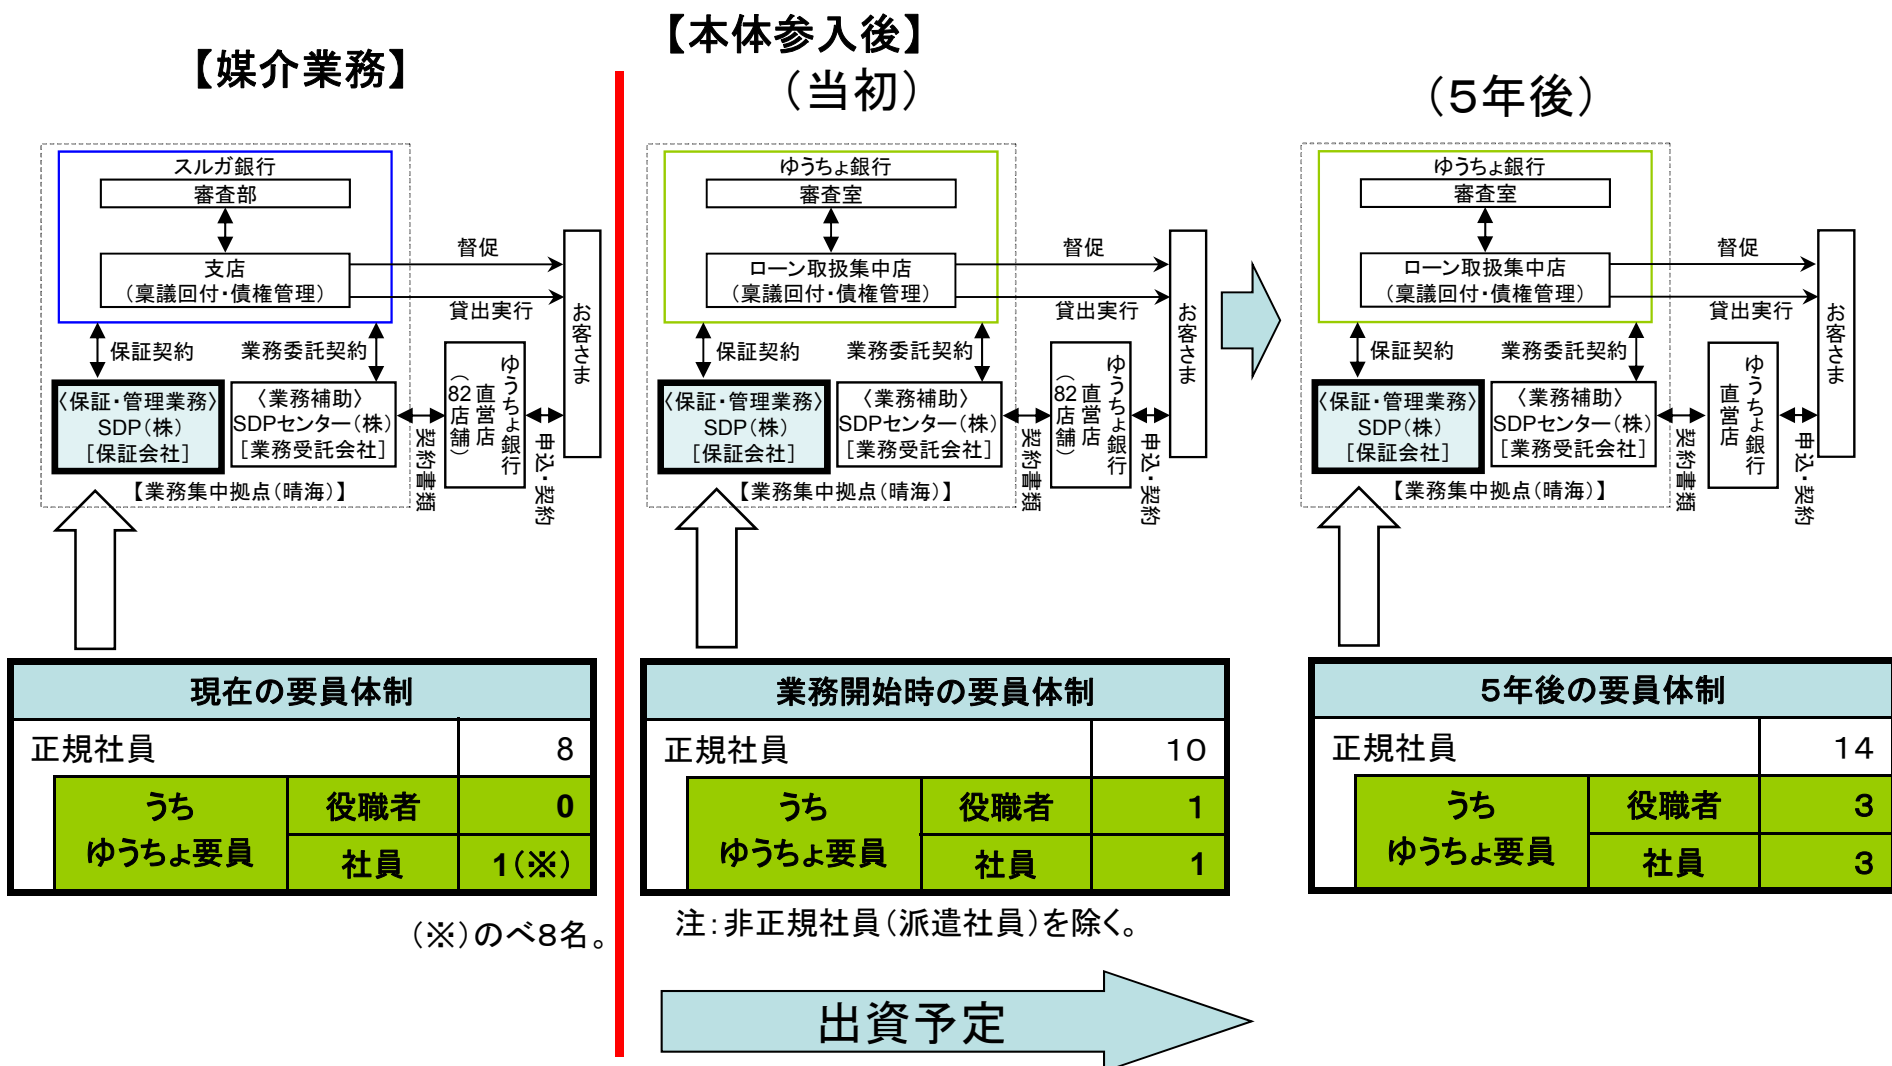 【媒介業務】
スルガ銀行
審査部
支店
（稟議回付・債権管理）
督促
貸出実行
お客さま
保証契約
業務委託契約
〈保証・管理業務〉
SDP（株）
［保証会社］
〈業務補助〉
SDPセンター（株）
［業務受託会社］
ゆうちょ銀行
直営店
（82店舗）
契約書類
申込・契約
【業務集中拠点（晴海）】
現在の要員体制
正規社員 8
うち
ゆうちょ要員
役職者 0
社員 1（※）
（※）のべ８名。
【本体参入後】
（当初）
ゆうちょ銀行
審査室
ローン取扱集中店
（稟議回付・債権管理）
督促
貸出実行
お客さま
保証契約
業務委託契約
〈保証・管理業務〉
SDP（株）
［保証会社］
〈業務補助〉
SDPセンター（株）
［業務受託会社］
ゆうちょ銀行
直営店
（82店舗）
契約書類
申込・契約
【業務集中拠点（晴海）】
業務開始時の要員体制
正規社員 １０
うち
ゆうちょ要員
役職者 １
社員 １
注：非正規社員（派遣社員）を除く。
出資予定
（５年後）
ゆうちょ銀行
審査室
ローン取扱集中店
（稟議回付・債権管理）
督促
貸出実行
お客さま
保証契約
業務委託契約
〈保証・管理業務〉
SDP（株）
［保証会社］
〈業務補助〉
SDPセンター（株）
［業務受託会社］
ゆうちょ銀行
直営店
契約書類
申込・契約
【業務集中拠点（晴海）】
５年後の要員体制
正規社員 １４
うち
ゆうちょ要員
役職者 ３
社員 ３